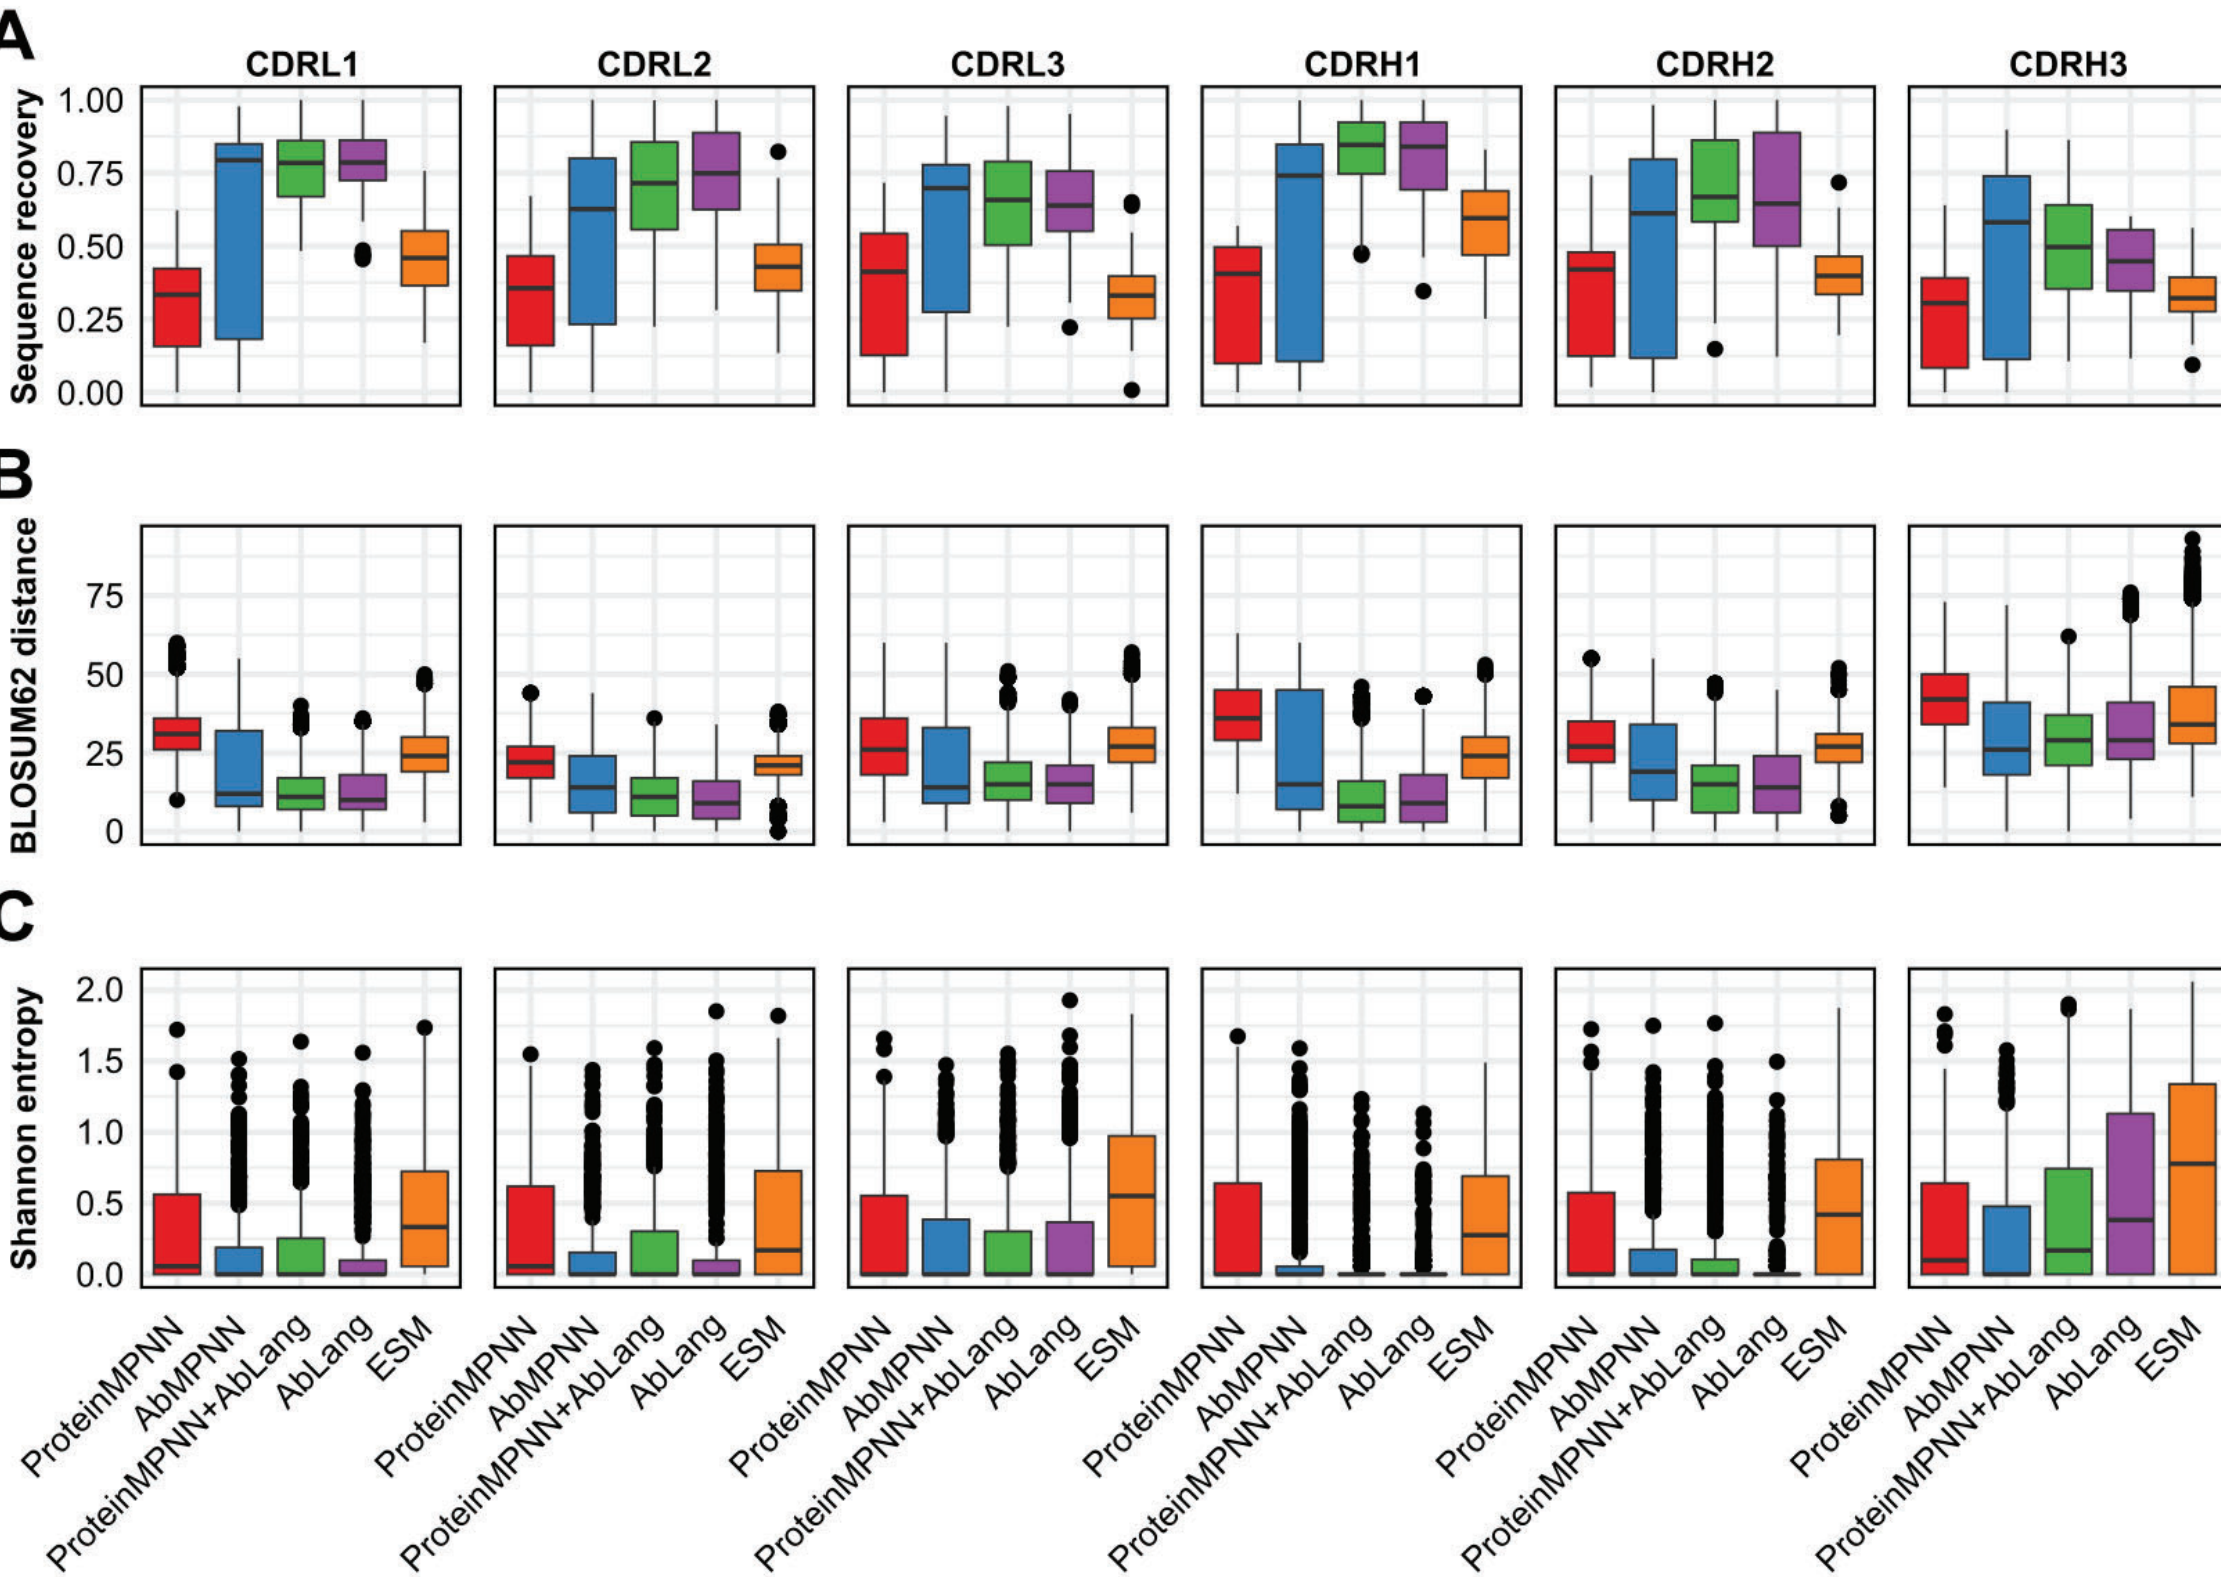 A
CDRL1 CDRL2 CDRL3 CDRH1 CDRH2 CDRH3
Sequence recovery
1.00
0.75
0.50
0.25
0.00
B
BLOSUM62 distance
75
50
25
0
C
Shannon entropy
2.0
1.5
1.0
0.5
0.0
ProteinMPNN
AbMPNN
ProteinMPNN+AbLang
AbLang
ESM
ProteinMPNN
AbMPNN
ProteinMPNN+AbLang
AbLang
ESM
ProteinMPNN
AbMPNN
ProteinMPNN+AbLang
AbLang
ESM
ProteinMPNN
AbMPNN
ProteinMPNN+AbLang
AbLang
ESM
ProteinMPNN
AbMPNN
ProteinMPNN+AbLang
AbLang
ESM
ProteinMPNN
AbMPNN
ProteinMPNN+AbLang
AbLang
ESM